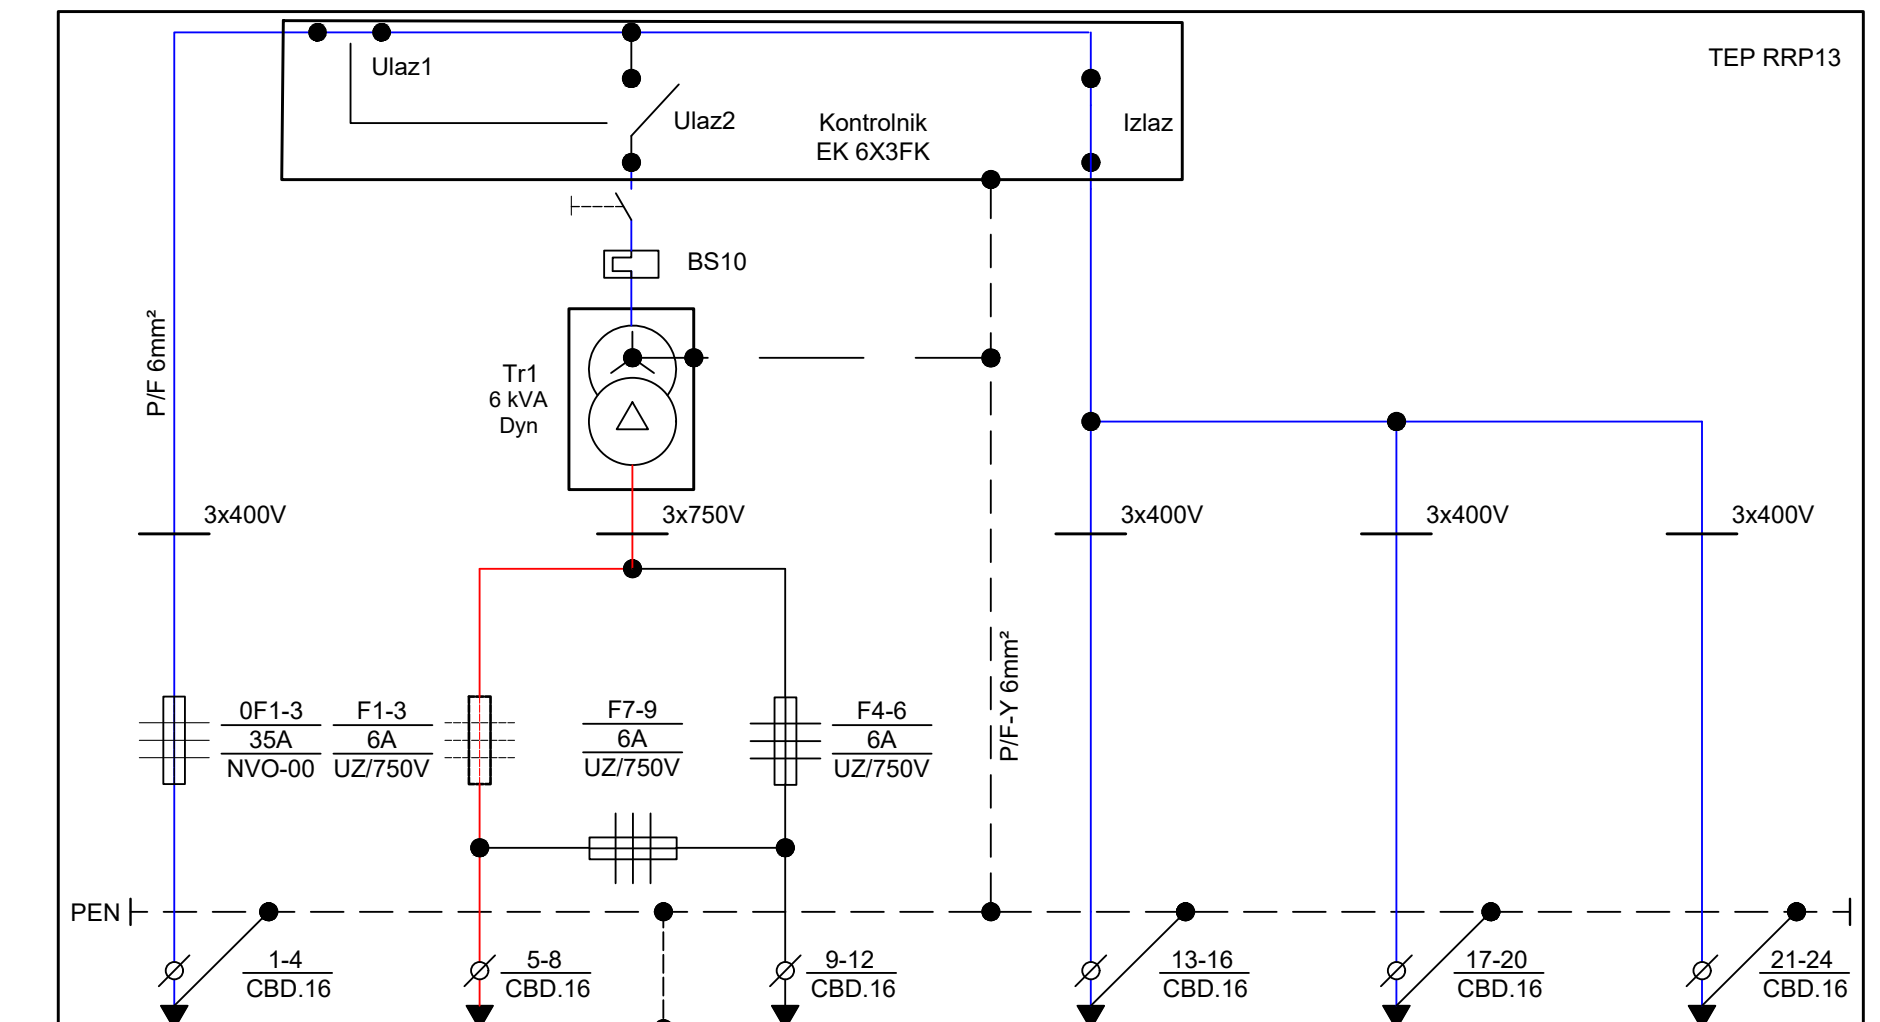 TEP RRP13
Ulaz1
Ulaz2
Kontrolnik
EK 6X3FK
Izlaz
BS10
P/F 6mm²
Tr1
6 kVA
Dyn
3x400V
3x750V
3x400V
3x400V
3x400V
P/F-Y 6mm²
0F1-3
35A
NVO-00
F1-3
6A
UZ/750V
F7-9
6A
UZ/750V
F4-6
6A
UZ/750V
PEN
1-4
CBD.16
5-8
CBD.16
9-12
CBD.16
13-16
CBD.16
17-20
CBD.16
21-24
CBD.16